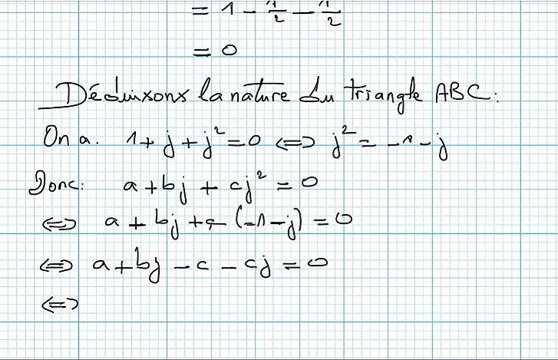 = 1 - 1/2 - 1/2
= 0
Déduisons la nature du triangle ABC:
On a: 1 + j + j² = 0 ⟺ j² = -1 - j
Donc: a + bj + cj² = 0
⟺ a + bj + c (-1 - j) = 0
⟺ a + bj - c - cj = 0
⟺